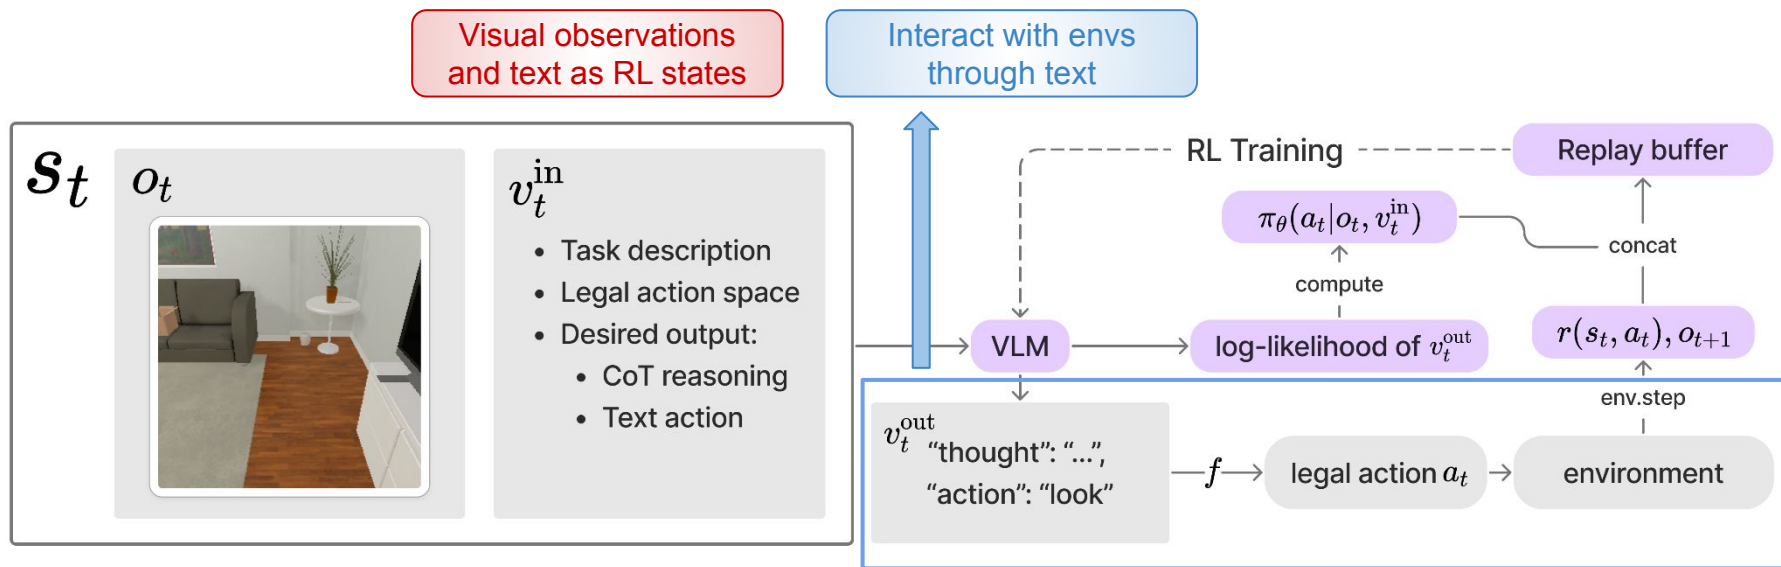 Visual observations
and text as RL states
Interact with envs
through text
s_t
o_t
v_t^in
• Task description
• Legal action space
• Desired output:
• CoT reasoning
• Text action
RL Training
Replay buffer
π_θ(a_t|o_t, v_t^in)
concat
compute
VLM
log-likelihood of v_t^out
r(s_t, a_t), o_{t+1}
env.step
v_t^out
“thought”: “...”,
“action”: “look”
f
legal action a_t
environment